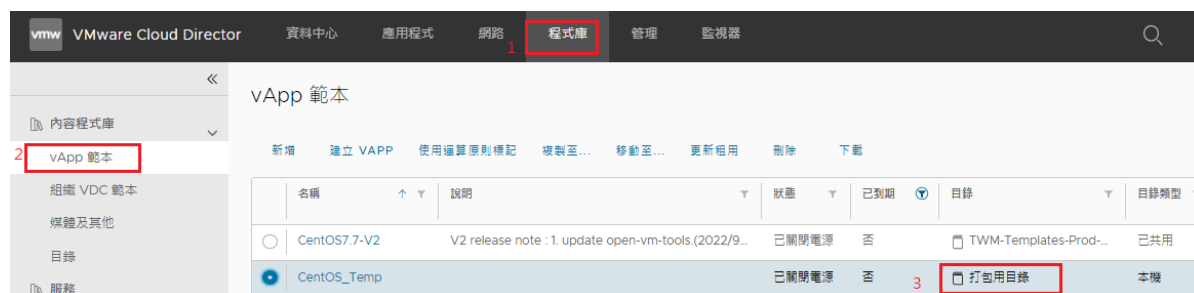 vmw VMware Cloud Director 資料中心 應用程式 網路 1 程式庫 管理 監視器
«
vApp 範本
內容程式庫
2 vApp 範本
新增 建立 VAPP 使用運算原則標記 複製至... 移動至... 更新租用 刪除 下載
組織 VDC 範本
名稱 ↑ 說明 狀態 已到期 目錄 目錄類型
媒體及其他
CentOS7.7-V2 V2 release note : 1. update open-vm-tools.(2022/9... 已關閉電源 否 TWM-Templates-Prod-... 已共用
目錄
CentOS_Temp 已關閉電源 否 3 打包用目錄 本機
服務